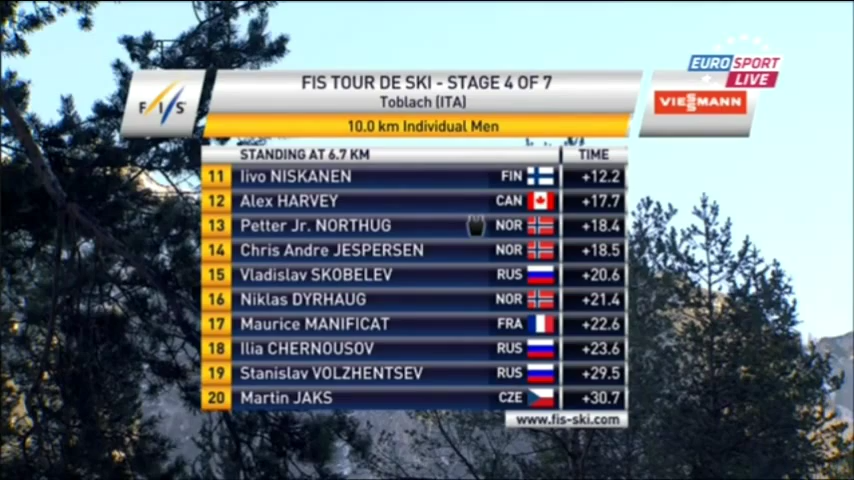 EUROSPORT
LIVE
FIS
FIS TOUR DE SKI - STAGE 4 OF 7
Toblach (ITA)
VIESSMANN
10.0 km Individual Men
STANDING AT 6.7 KM TIME
11 Iivo NISKANEN FIN +12.2
12 Alex HARVEY CAN +17.7
13 Petter Jr. NORTHUG NOR +18.4
14 Chris Andre JESPERSEN NOR +18.5
15 Vladislav SKOBELEV RUS +20.6
16 Niklas DYRHAUG NOR +21.4
17 Maurice MANIFICAT FRA +22.6
18 Ilia CHERNOUSOV RUS +23.6
19 Stanislav VOLZHENTSEV RUS +29.5
20 Martin JAKS CZE +30.7
www.fis-ski.com